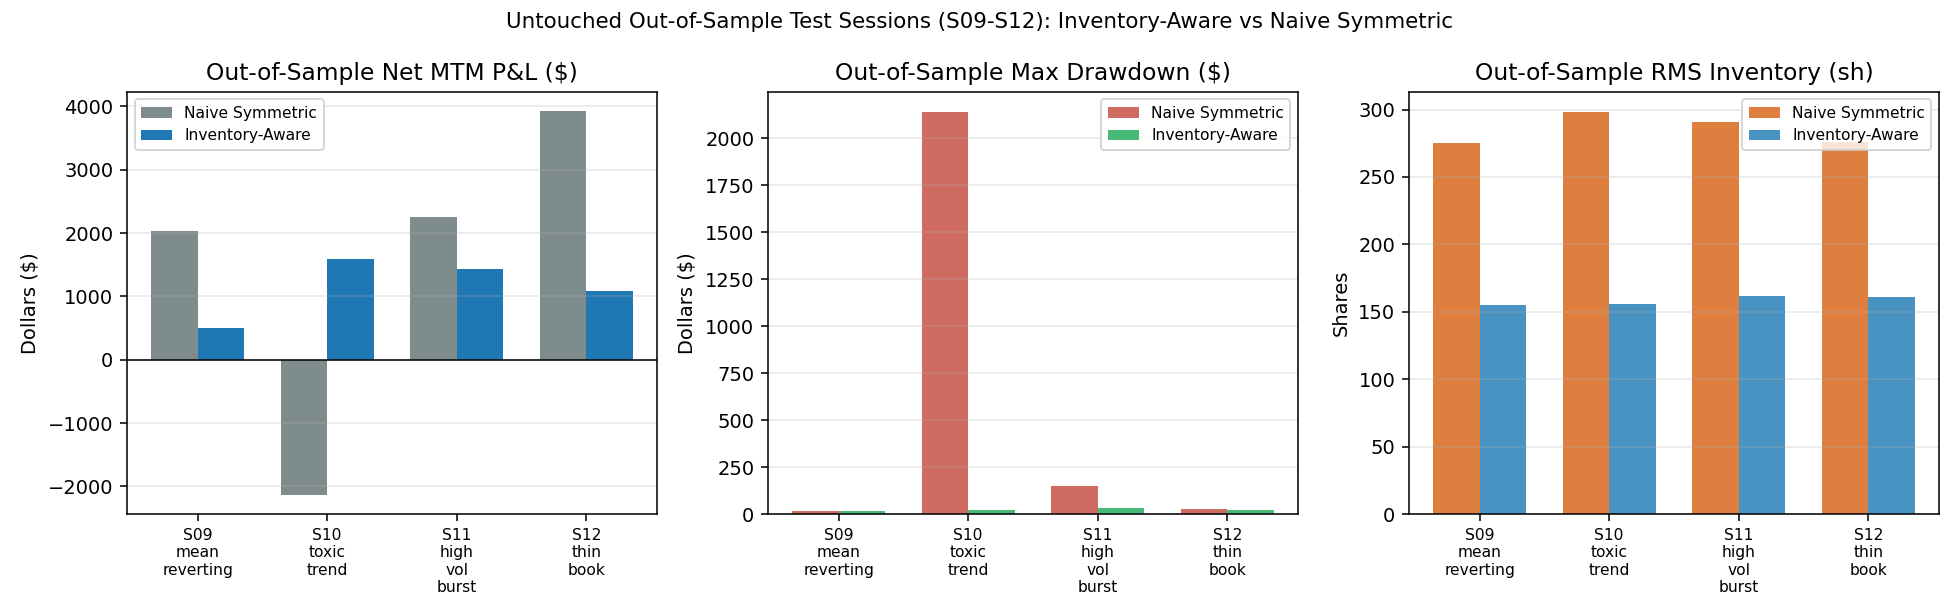 Untouched Out-of-Sample Test Sessions (S09-S12): Inventory-Aware vs Naive Symmetric
Out-of-Sample Net MTM P&L ($)
Naive Symmetric
Inventory-Aware
Dollars ($)
4000
3000
2000
1000
0
−1000
−2000
S09
mean
reverting
S10
toxic
trend
S11
high
vol
burst
S12
thin
book
Out-of-Sample Max Drawdown ($)
Naive Symmetric
Inventory-Aware
Dollars ($)
2000
1750
1500
1250
1000
750
500
250
0
S09
mean
reverting
S10
toxic
trend
S11
high
vol
burst
S12
thin
book
Out-of-Sample RMS Inventory (sh)
Naive Symmetric
Inventory-Aware
Shares
300
250
200
150
100
50
0
S09
mean
reverting
S10
toxic
trend
S11
high
vol
burst
S12
thin
book